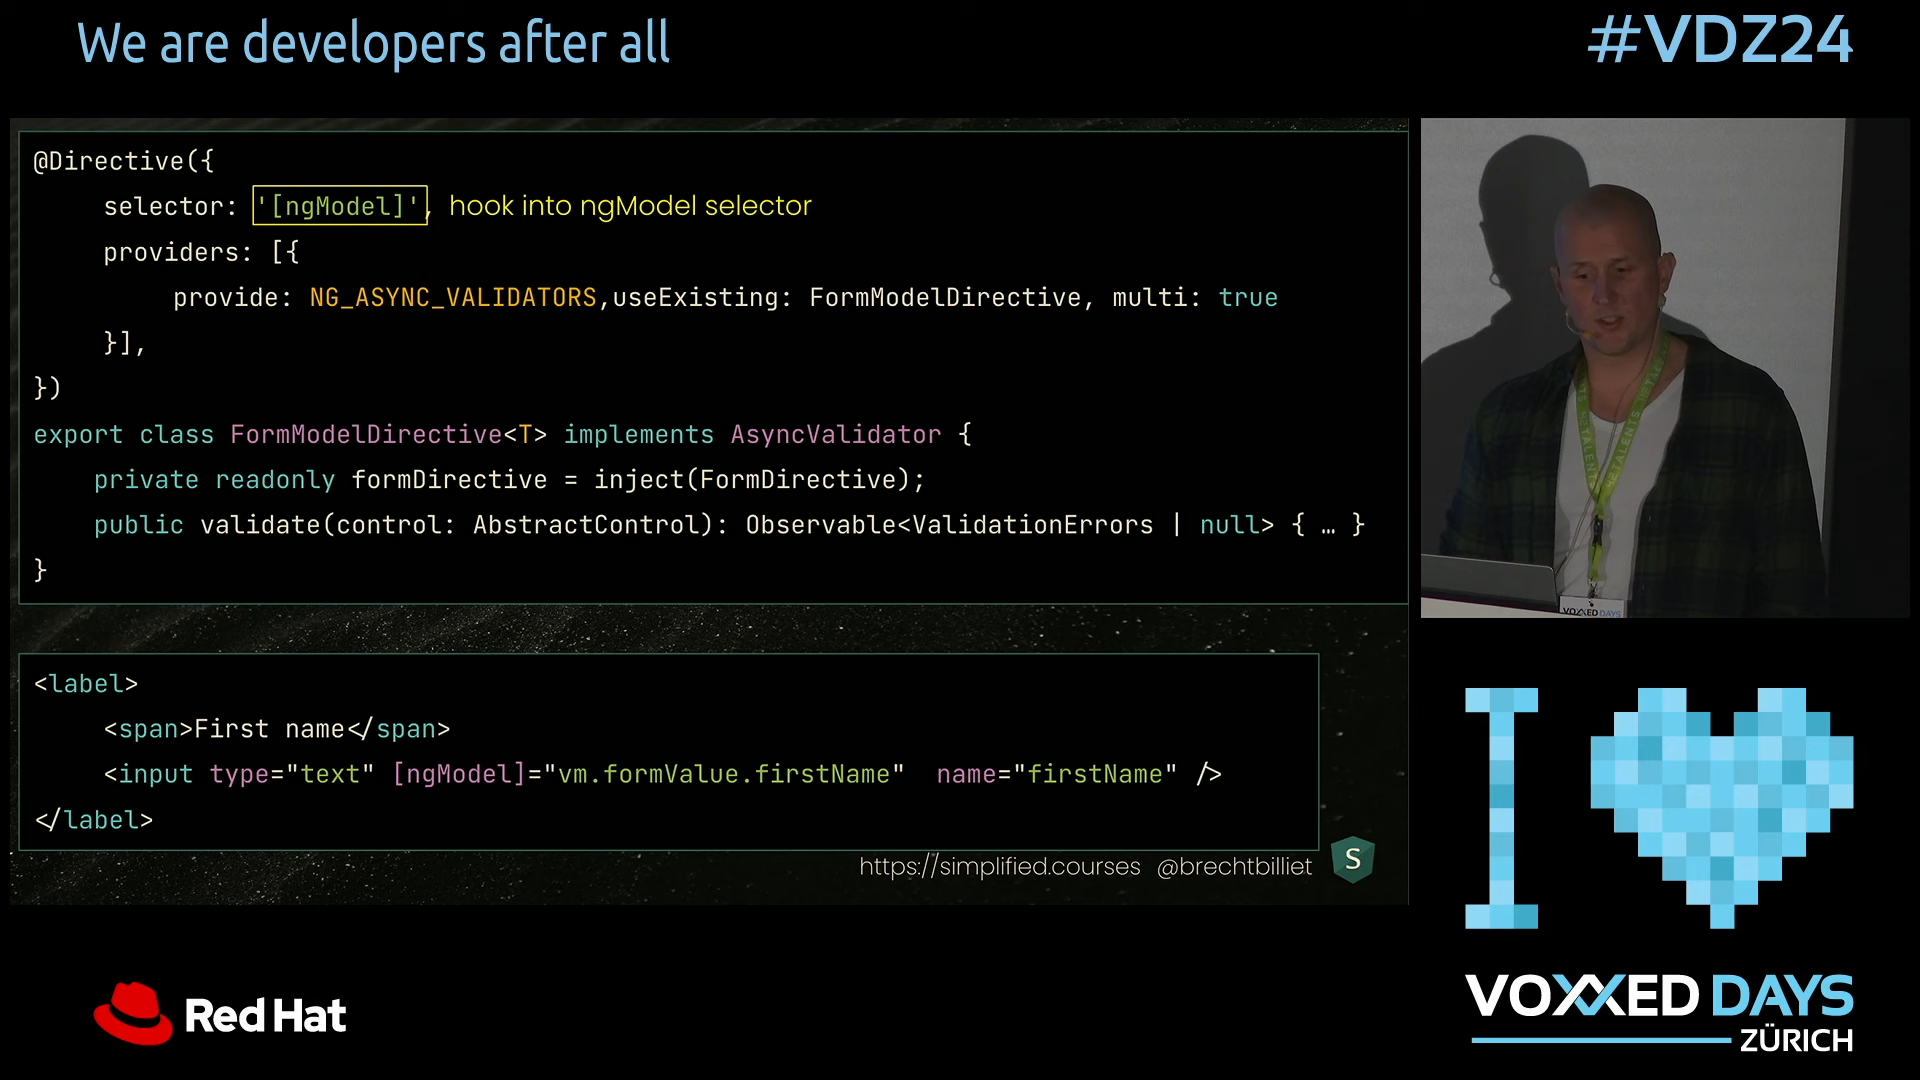 We are developers after all
#VDZ24
@Directive({
selector: '[ngModel]', hook into ngModel selector
providers: [{
provide: NG_ASYNC_VALIDATORS,useExisting: FormModelDirective, multi: true
}],
})
export class FormModelDirective<T> implements AsyncValidator {
private readonly formDirective = inject(FormDirective);
public validate(control: AbstractControl): Observable<ValidationErrors | null> { … }
}
<label>
<span>First name</span>
<input type="text" [ngModel]="vm.formValue.firstName" name="firstName" />
</label>
https://simplified.courses @brechtbilliet
S
VOXXED DAYS
I
Red Hat
VOXXED DAYS
ZÜRICH